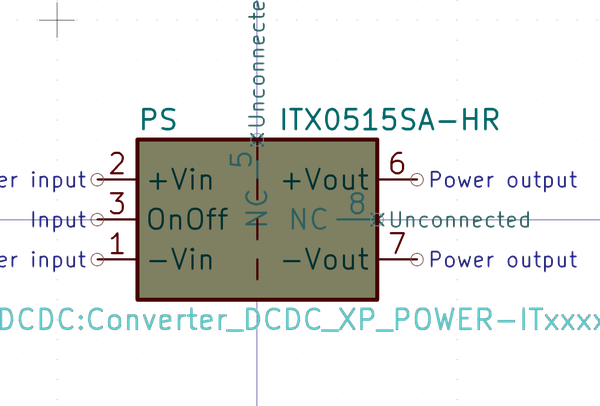 Unconnecte
PS ITX0515SA-HR
5
er input 2 +Vin +Vout 6 Power output
Input 3 OnOff NC NC 8 Unconnected
er input 1 -Vin -Vout 7 Power output
DCDC:Converter_DCDC_XP_POWER-ITxxxx